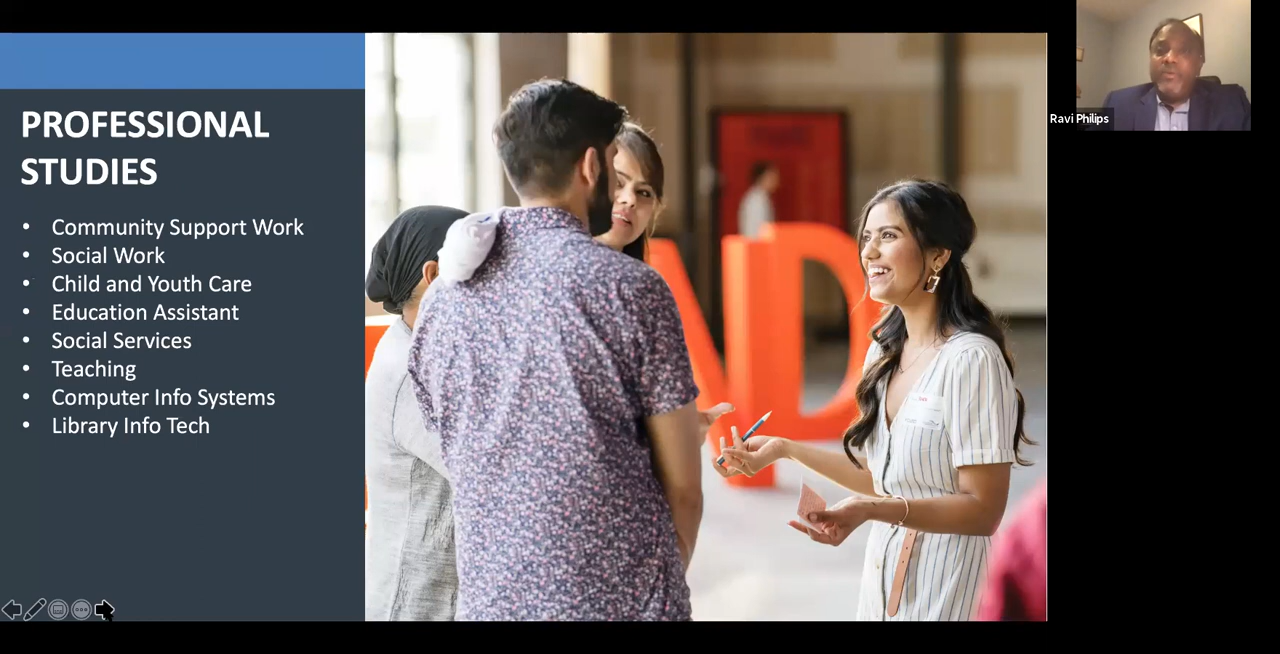 PROFESSIONAL
STUDIES
• Community Support Work
• Social Work
• Child and Youth Care
• Education Assistant
• Social Services
• Teaching
• Computer Info Systems
• Library Info Tech
Ravi Philips